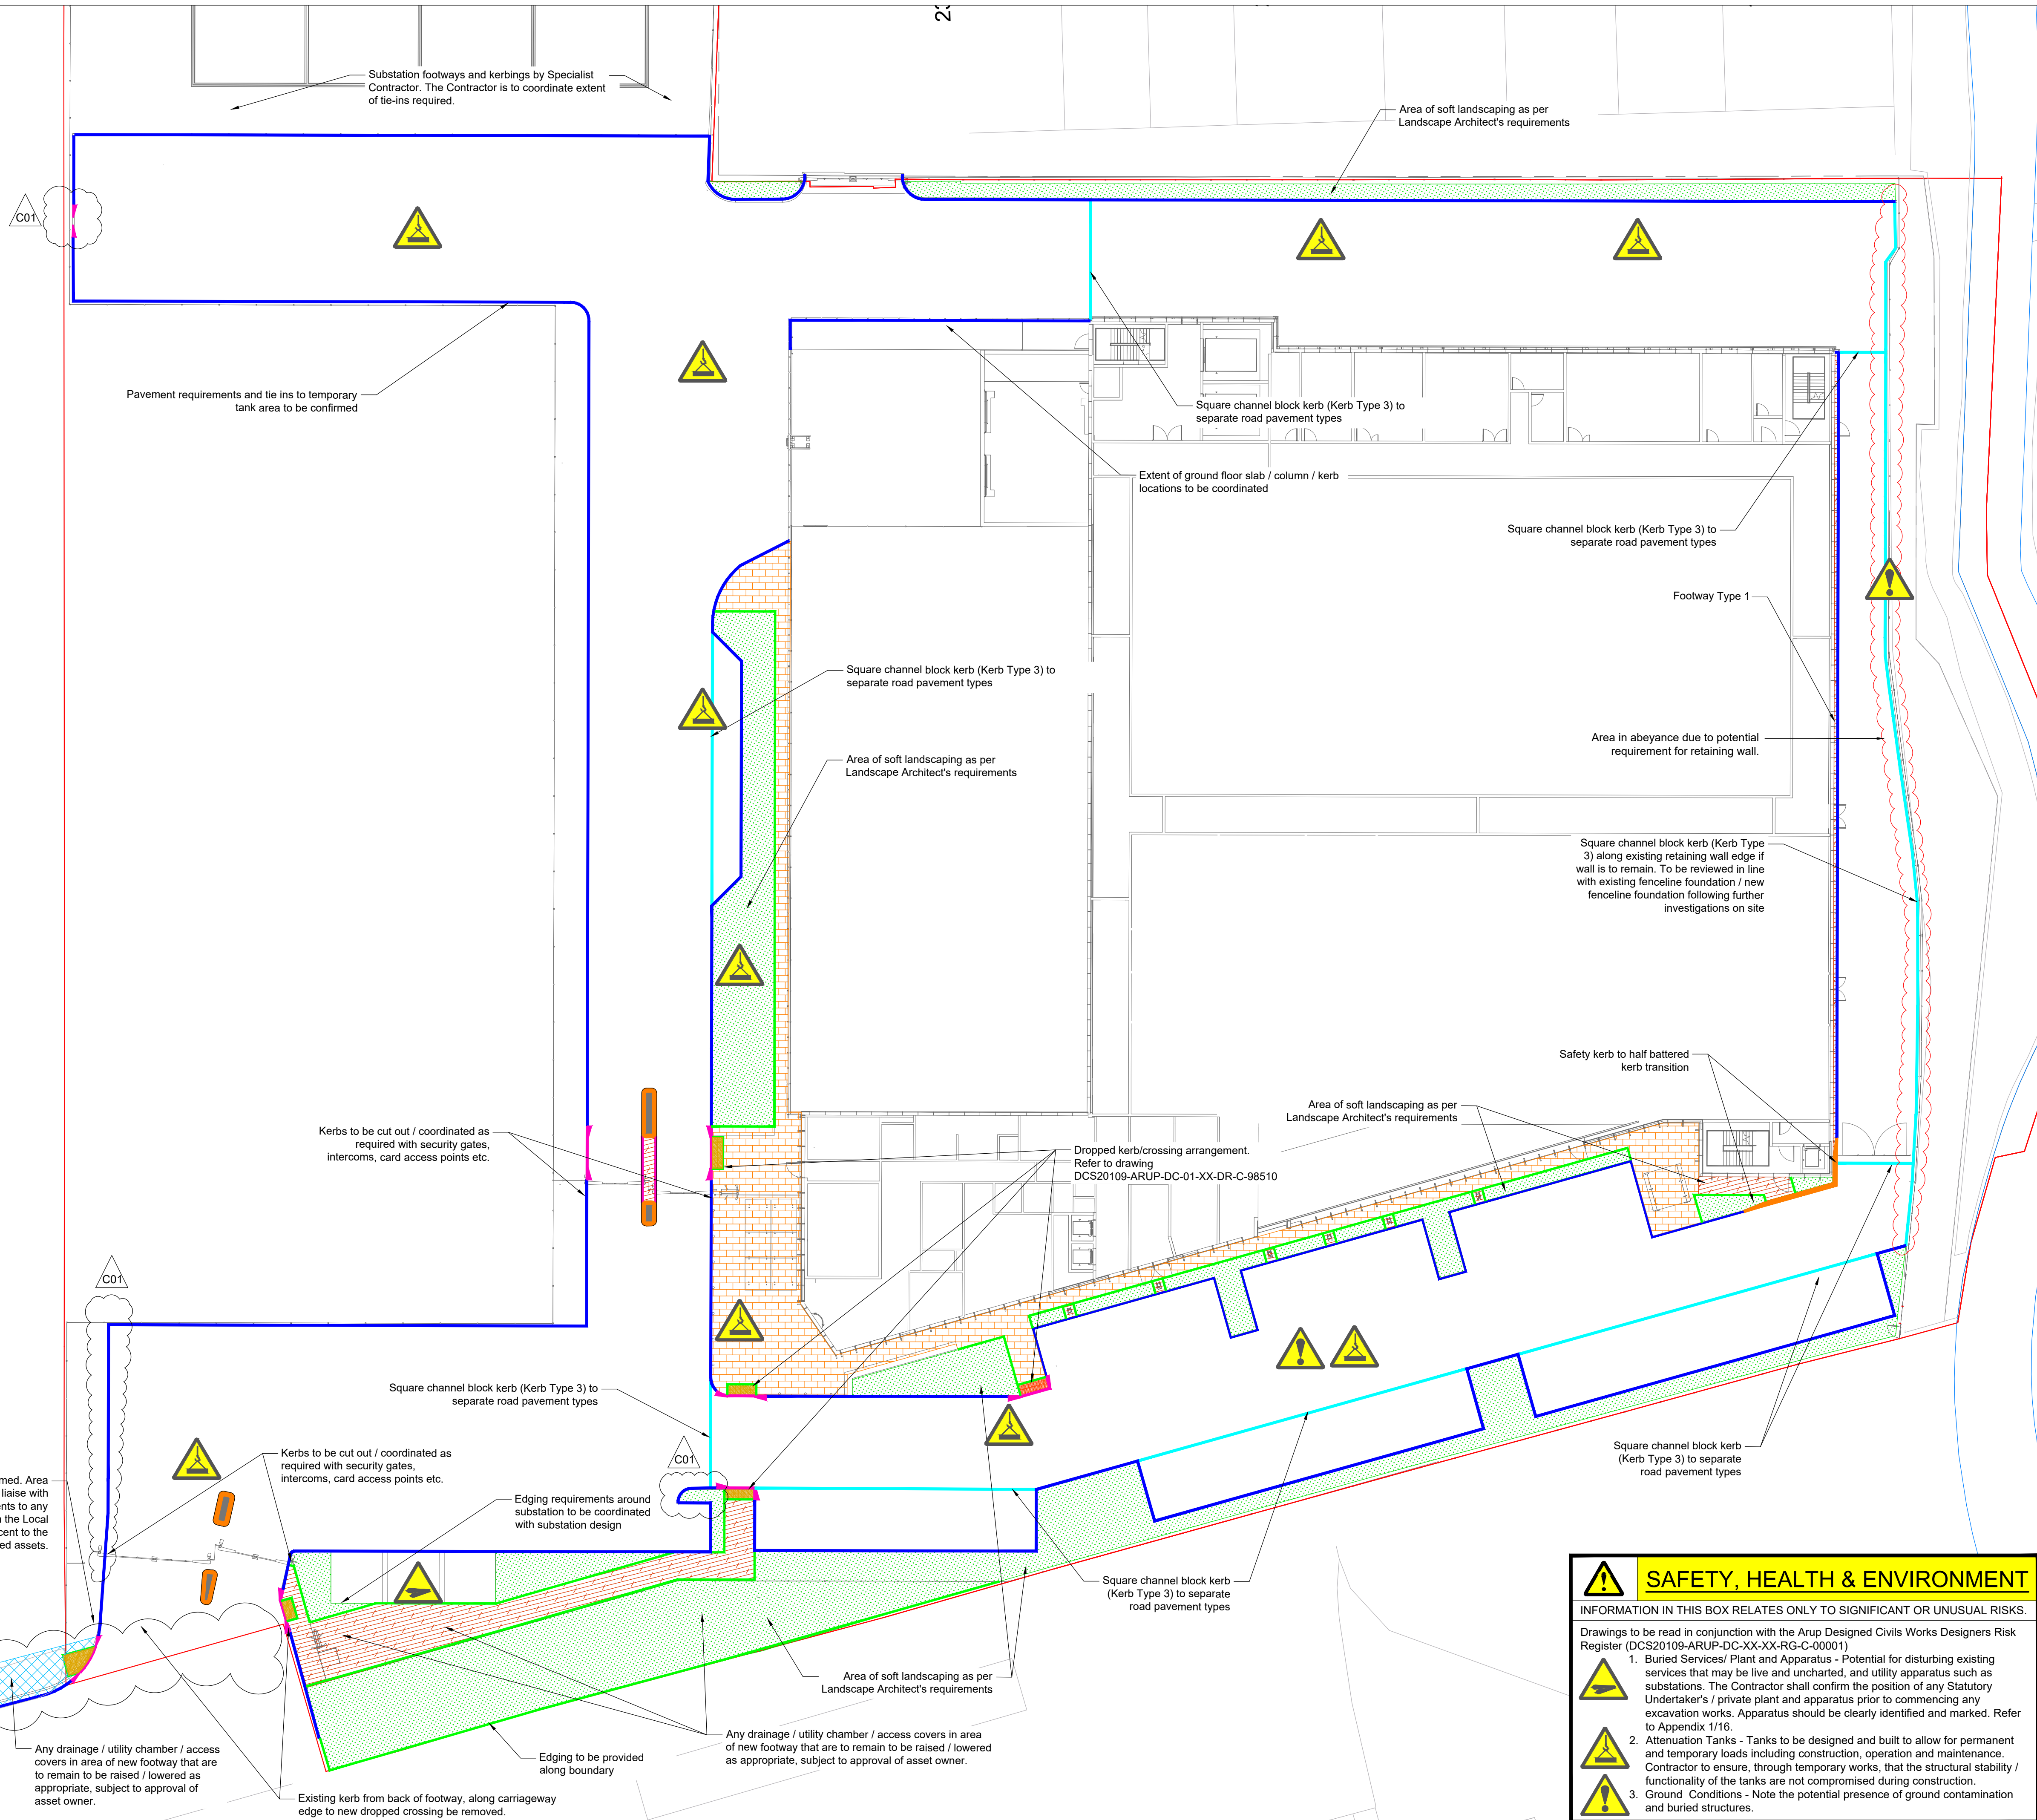 23
Substation footways and kerbings by Specialist
Contractor. The Contractor is to coordinate extent
of tie-ins required.
Area of soft landscaping as per
Landscape Architect's requirements
C01
Pavement requirements and tie ins to temporary
tank area to be confirmed
Square channel block kerb (Kerb Type 3) to
separate road pavement types
Extent of ground floor slab / column / kerb
locations to be coordinated
Square channel block kerb (Kerb Type 3) to
separate road pavement types
Footway Type 1
Square channel block kerb (Kerb Type 3) to
separate road pavement types
Area in abeyance due to potential
requirement for retaining wall.
Area of soft landscaping as per
Landscape Architect's requirements
Square channel block kerb (Kerb Type
3) along existing retaining wall edge if
wall is to remain. To be reviewed in line
with existing fenceline foundation / new
fenceline foundation following further
investigations on site
Safety kerb to half battered
kerb transition
Area of soft landscaping as per
Landscape Architect's requirements
Kerbs to be cut out / coordinated as
required with security gates,
intercoms, card access points etc.
Dropped kerb/crossing arrangement.
Refer to drawing
DCS20109-ARUP-DC-01-XX-DR-C-98510
C01
Square channel block kerb (Kerb Type 3) to
separate road pavement types
C01
Kerbs to be cut out / coordinated as
required with security gates,
intercoms, card access points etc.
Square channel block kerb
(Kerb Type 3) to separate
road pavement types
med. Area
liaise with
ents to any
the Local
cent to the
ed assets.
Edging requirements around
substation to be coordinated
with substation design
Square channel block kerb
(Kerb Type 3) to separate
road pavement types
Area of soft landscaping as per
Landscape Architect's requirements
Any drainage / utility chamber / access covers in area
of new footway that are to remain to be raised / lowered
as appropriate, subject to approval of asset owner.
Edging to be provided
along boundary
Any drainage / utility chamber / access
covers in area of new footway that are
to remain to be raised / lowered as
appropriate, subject to approval of
asset owner.
Existing kerb from back of footway, along carriageway
edge to new dropped crossing be removed.
SAFETY, HEALTH & ENVIRONMENT
INFORMATION IN THIS BOX RELATES ONLY TO SIGNIFICANT OR UNUSUAL RISKS.
Drawings to be read in conjunction with the Arup Designed Civils Works Designers Risk
Register (DCS20109-ARUP-DC-XX-XX-RG-C-00001)
1. Buried Services/ Plant and Apparatus - Potential for disturbing existing
services that may be live and uncharted, and utility apparatus such as
substations. The Contractor shall confirm the position of any Statutory
Undertaker's / private plant and apparatus prior to commencing any
excavation works. Apparatus should be clearly identified and marked. Refer
to Appendix 1/16.
2. Attenuation Tanks - Tanks to be designed and built to allow for permanent
and temporary loads including construction, operation and maintenance.
Contractor to ensure, through temporary works, that the structural stability /
functionality of the tanks are not compromised during construction.
3. Ground Conditions - Note the potential presence of ground contamination
and buried structures.